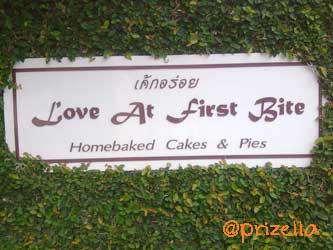 เค้กอร่อย
Love At First Bite
Homebaked Cakes & Pies
@prizella